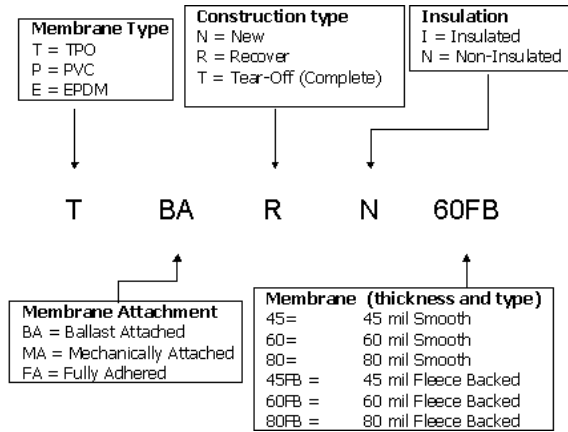 Membrane Type
T = TPO
P = PVC
E = EPDM
Construction type
N = New
R = Recover
T = Tear-Off (Complete)
Insulation
I = Insulated
N = Non-Insulated
T BA R N 60FB
Membrane Attachment
BA = Ballast Attached
MA = Mechanically Attached
FA = Fully Adhered
Membrane (thickness and type)
45= 45 mil Smooth
60= 60 mil Smooth
80= 80 mil Smooth
45FB = 45 mil Fleece Backed
60FB = 60 mil Fleece Backed
80FB = 80 mil Fleece Backed